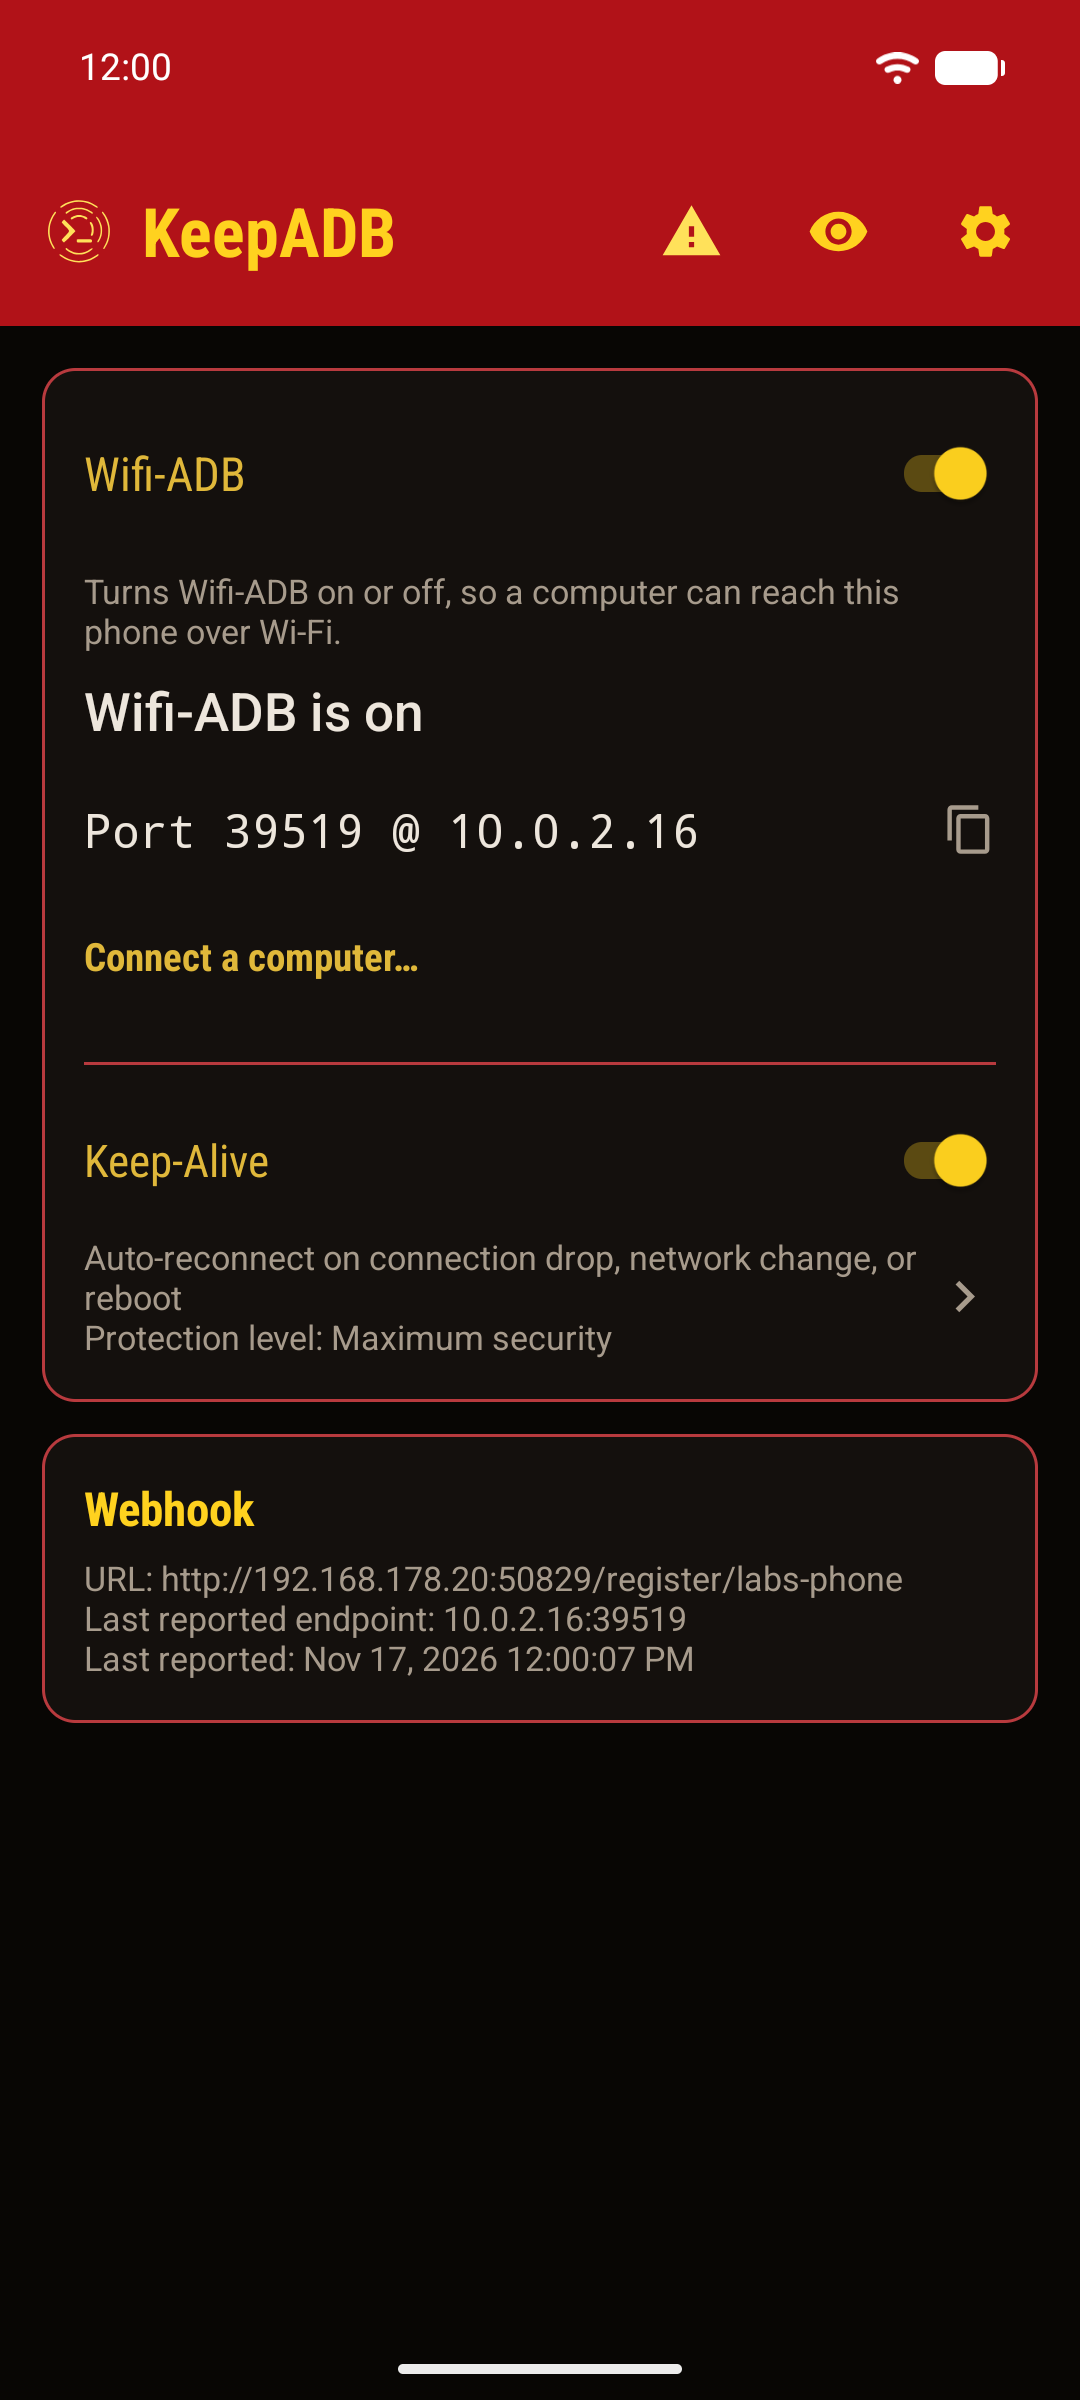 12:00
KeepADB
Wifi-ADB
Turns Wifi-ADB on or off, so a computer can reach this
phone over Wi-Fi.
Wifi-ADB is on
Port 39519 @ 10.0.2.16
Connect a computer…
Keep-Alive
Auto-reconnect on connection drop, network change, or
reboot
Protection level: Maximum security
Webhook
URL: http://192.168.178.20:50829/register/labs-phone
Last reported endpoint: 10.0.2.16:39519
Last reported: Nov 17, 2026 12:00:07 PM